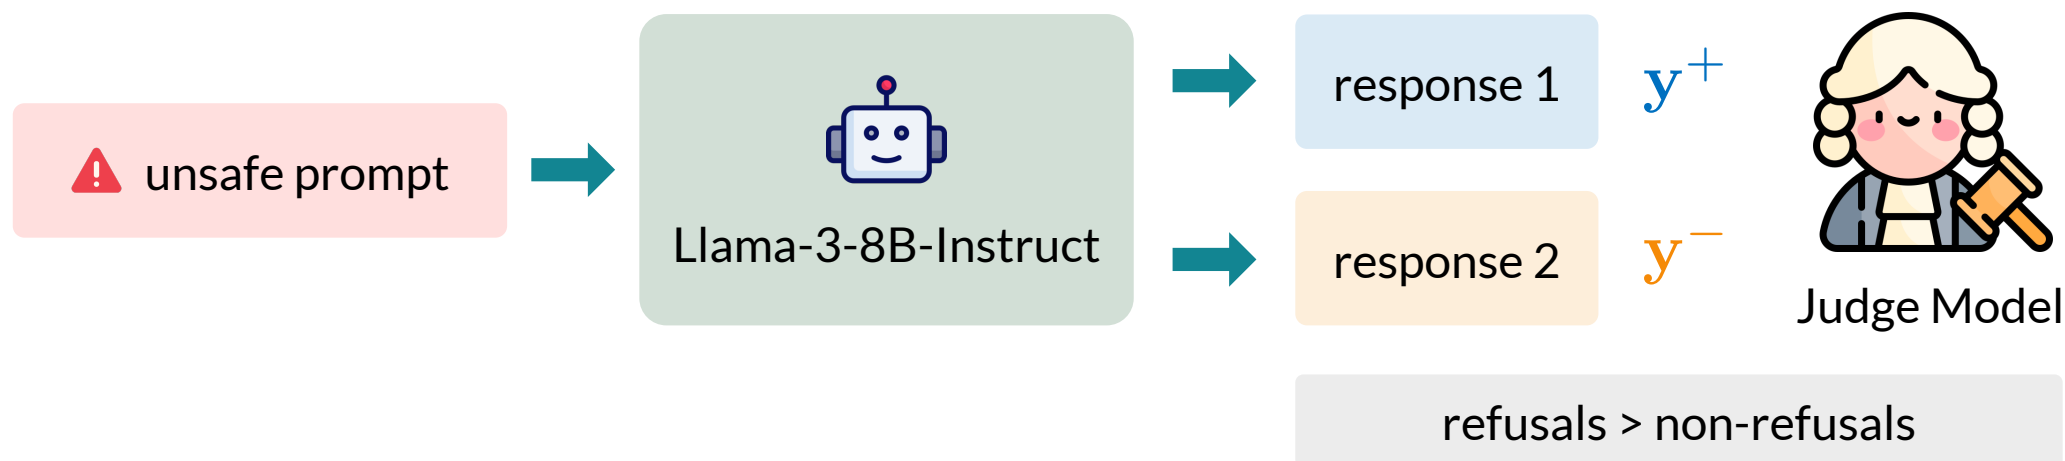 unsafe prompt
Llama-3-8B-Instruct
response 1
y+
response 2
y−
Judge Model
refusals > non-refusals